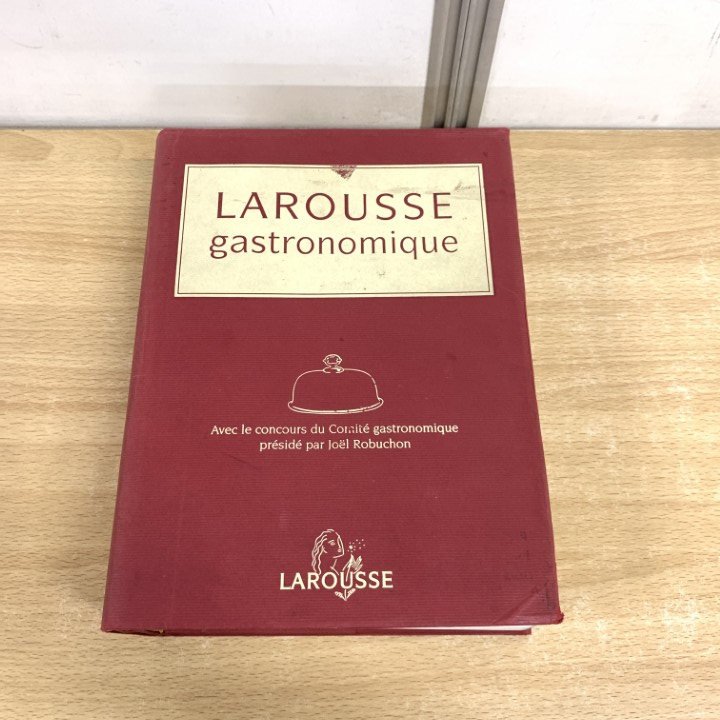 LAROUSSE
gastronomique
Avec le concours du Comité gastronomique
présidé par Joël Robuchon
LAROUSSE